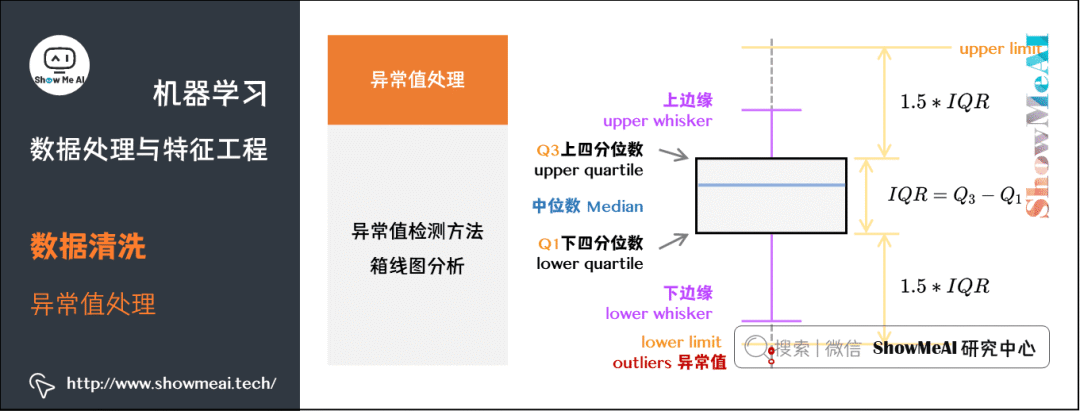 Show Me AI
机器学习
数据处理与特征工程
数据清洗
异常值处理
http://www.showmeai.tech/
异常值处理
异常值检测方法
箱线图分析
upper limit
上边缘
upper whisker
1.5 * IQR
Q3上四分位数
upper quartile
中位数 Median
IQR = Q3 − Q1
Q1下四分位数
lower quartile
下边缘
lower whisker
1.5 * IQR
lower limit
outliers 异常值
搜索 | 微信 ShowMeAI 研究中心
ShowMeAI